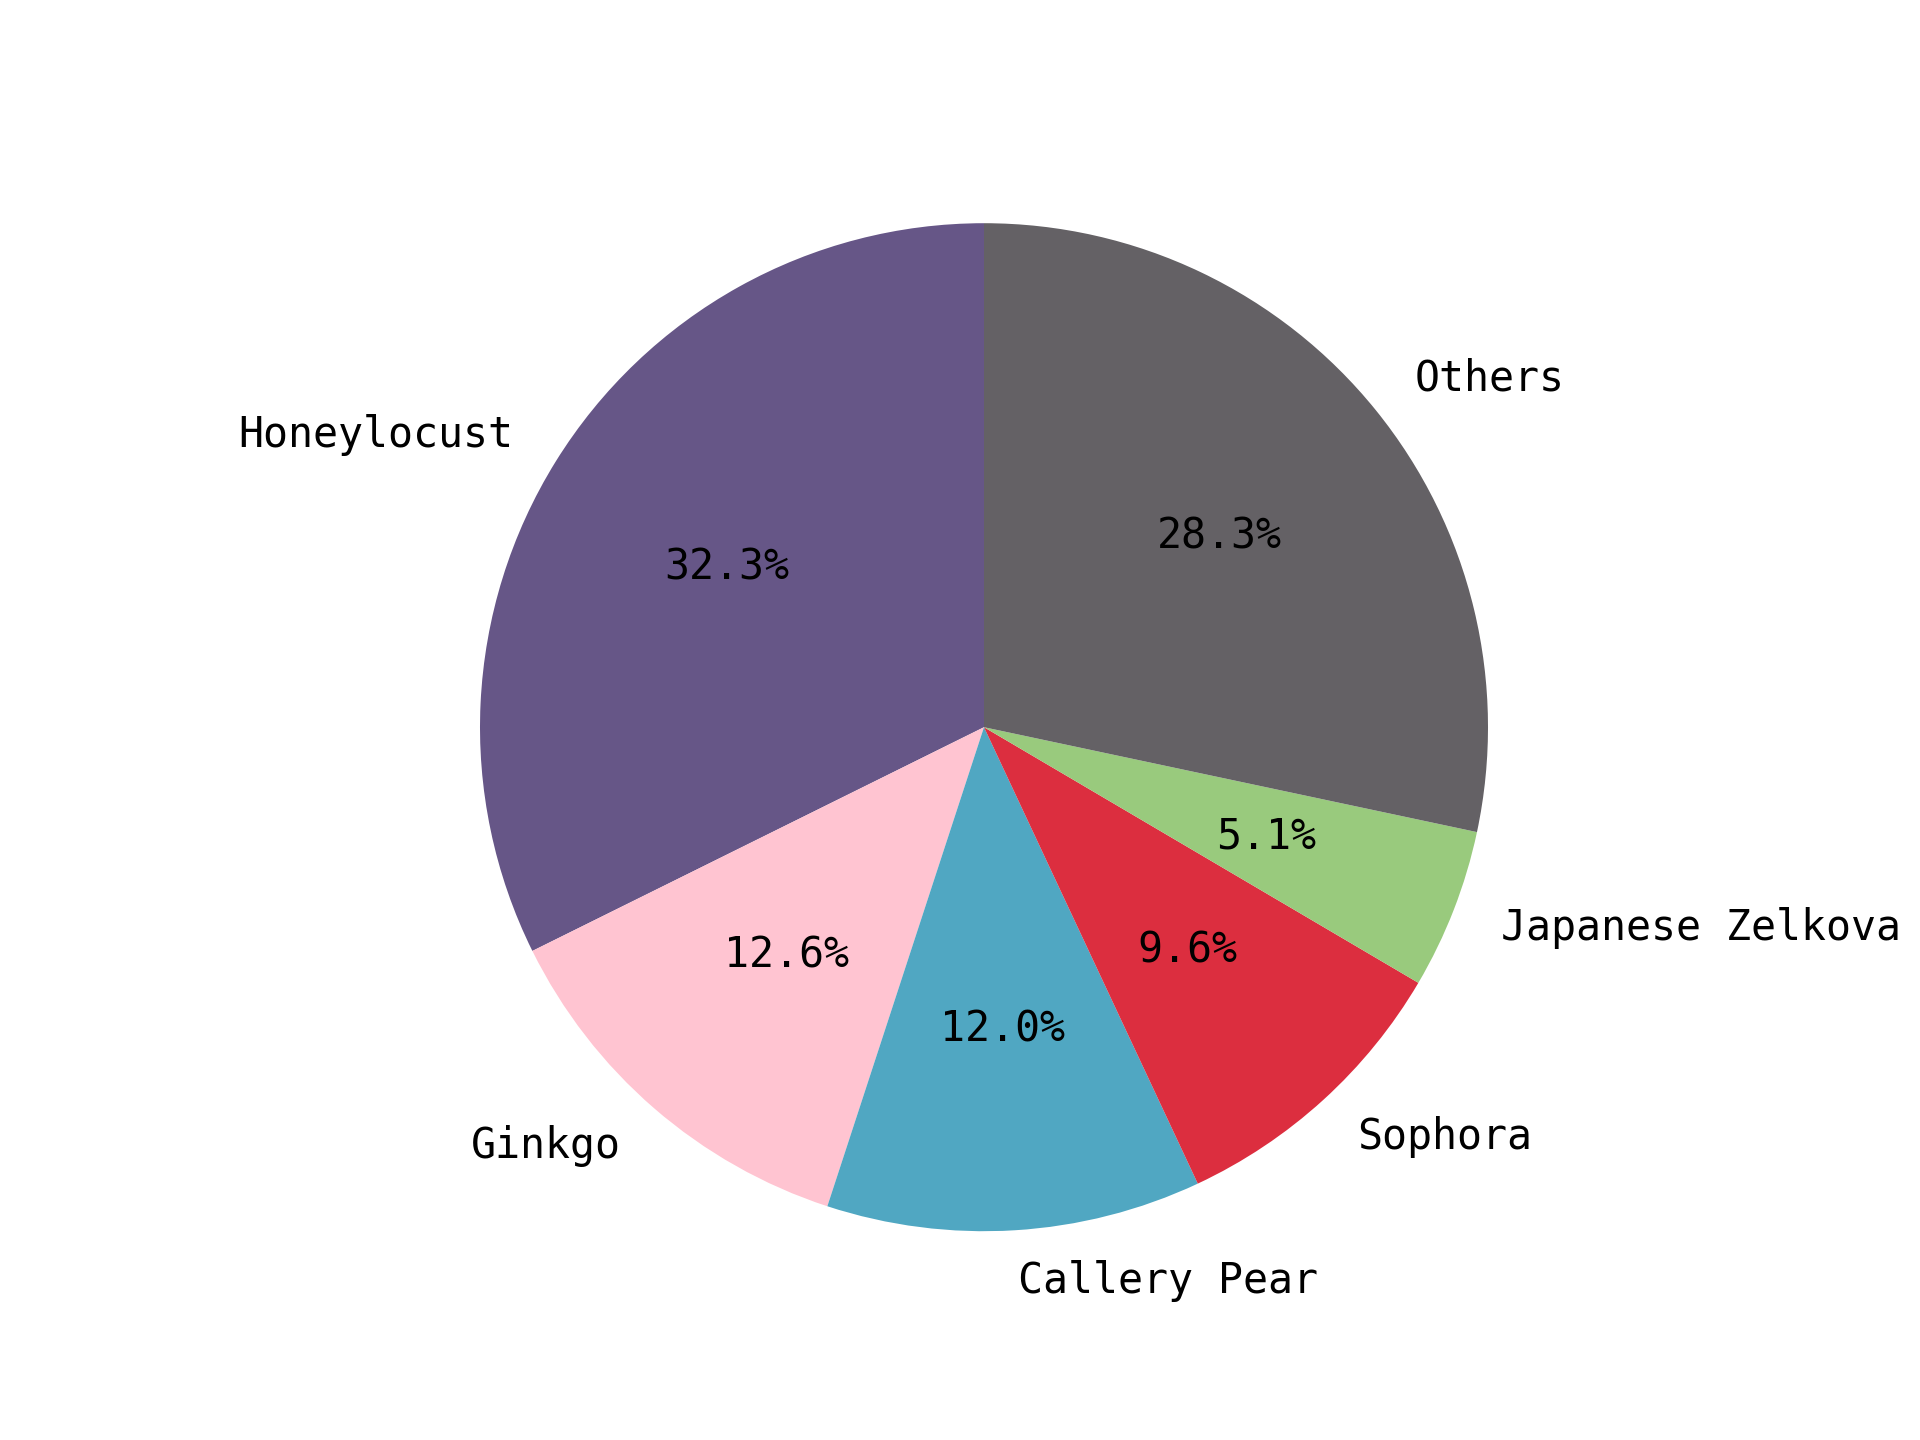 Others
Honeylocust
28.3%
32.3%
5.1%
Japanese Zelkova
9.6%
12.6%
12.0%
Sophora
Ginkgo
Callery Pear